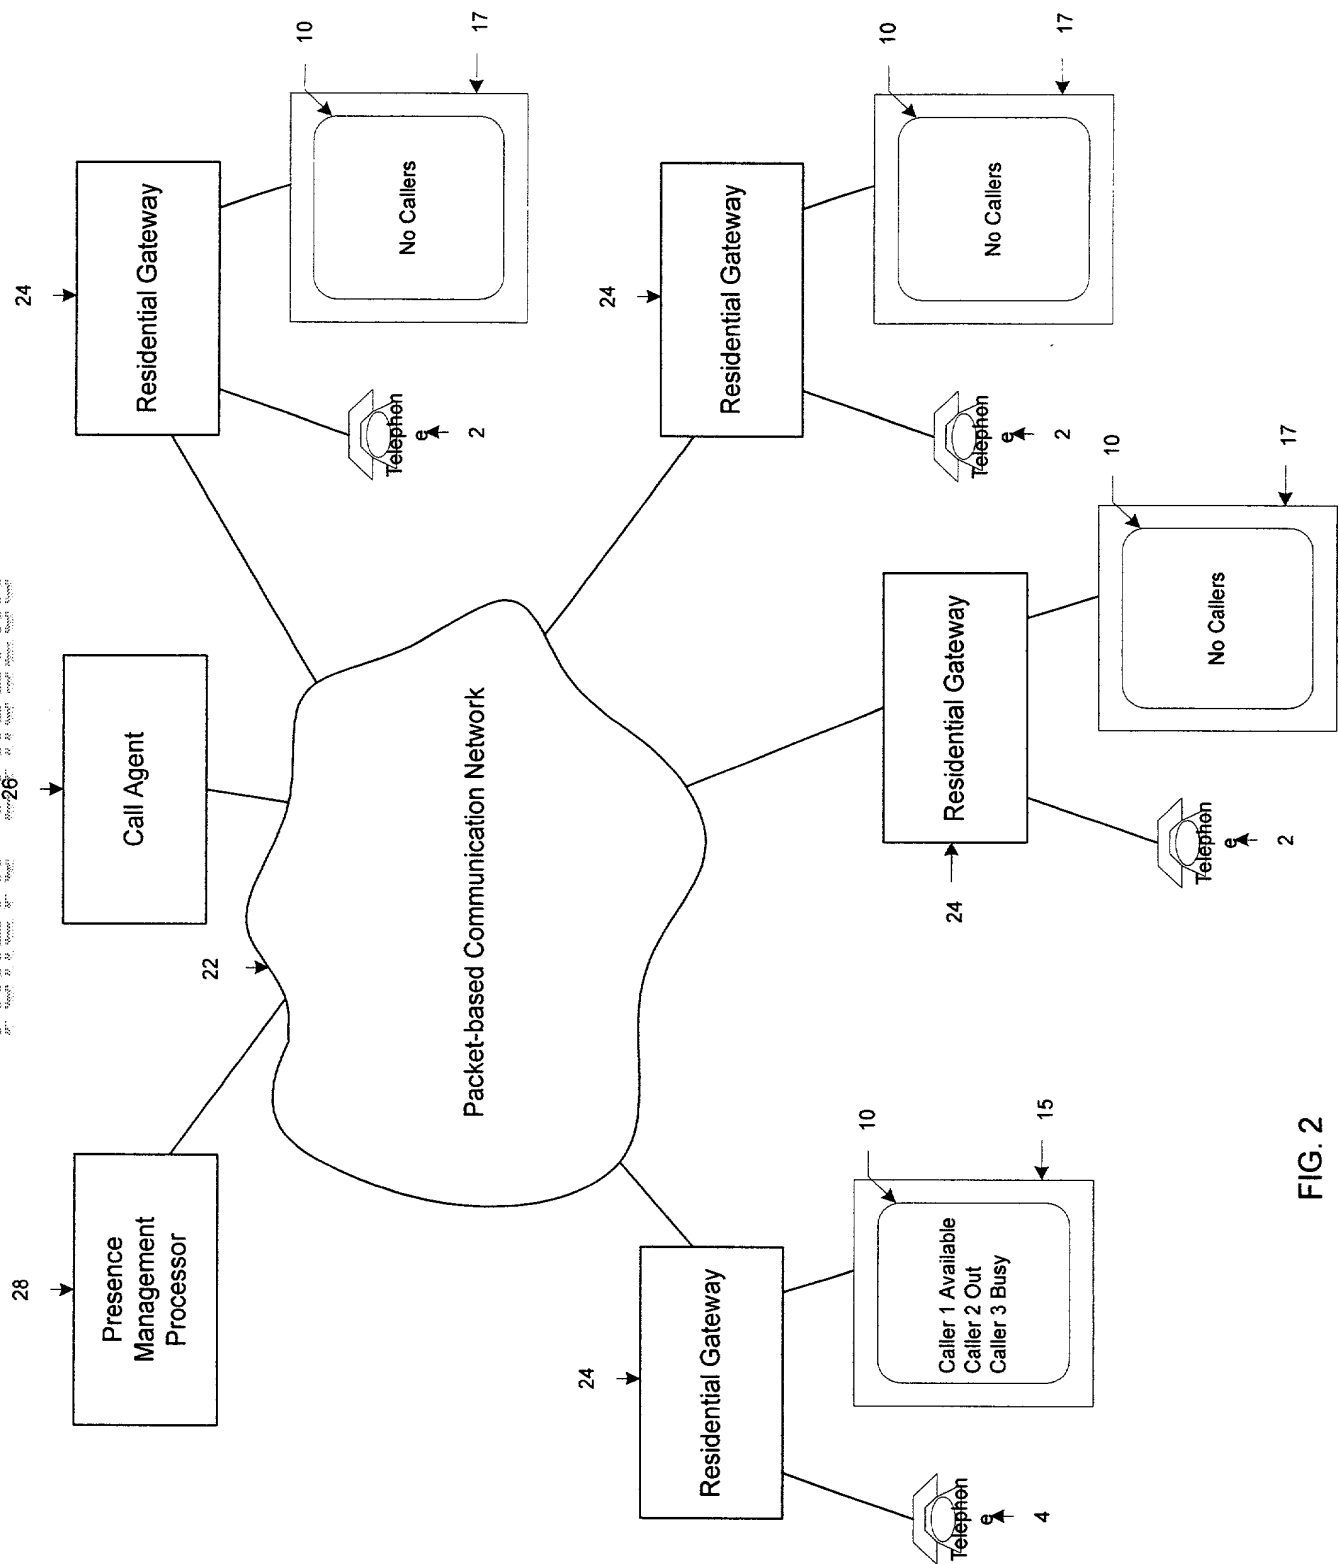 28
Presence
Management
Processor
26
Call Agent
24
Residential Gateway
10
17
No Callers
Telephon
e
2
22
Packet-based Communication Network
24
Residential Gateway
10
17
No Callers
Telephon
e
2
24
Residential Gateway
10
17
No Callers
Telephon
e
2
24
Residential Gateway
10
15
Caller 1 Available
Caller 2 Out
Caller 3 Busy
Telephon
e
4
FIG. 2